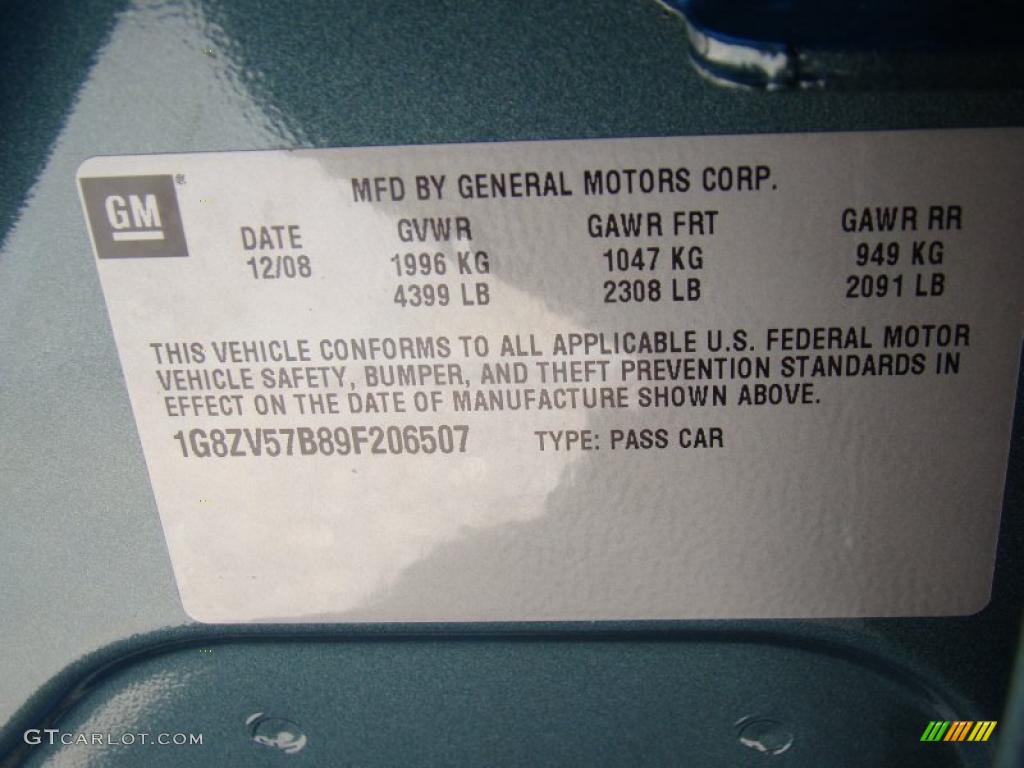 GM®
MFD BY GENERAL MOTORS CORP.
DATE GVWR GAWR FRT GAWR RR
12/08 1996 KG 1047 KG 949 KG
4399 LB 2308 LB 2091 LB
THIS VEHICLE CONFORMS TO ALL APPLICABLE U.S. FEDERAL MOTOR
VEHICLE SAFETY, BUMPER, AND THEFT PREVENTION STANDARDS IN
EFFECT ON THE DATE OF MANUFACTURE SHOWN ABOVE.
1G8ZV57B89F206507 TYPE: PASS CAR
GTCARLOT.COM